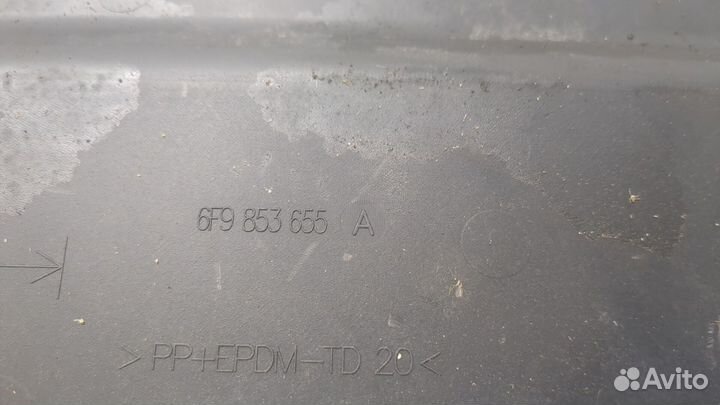 6F9 853 655 A
>PP+EPDM-TD 20<
Avito